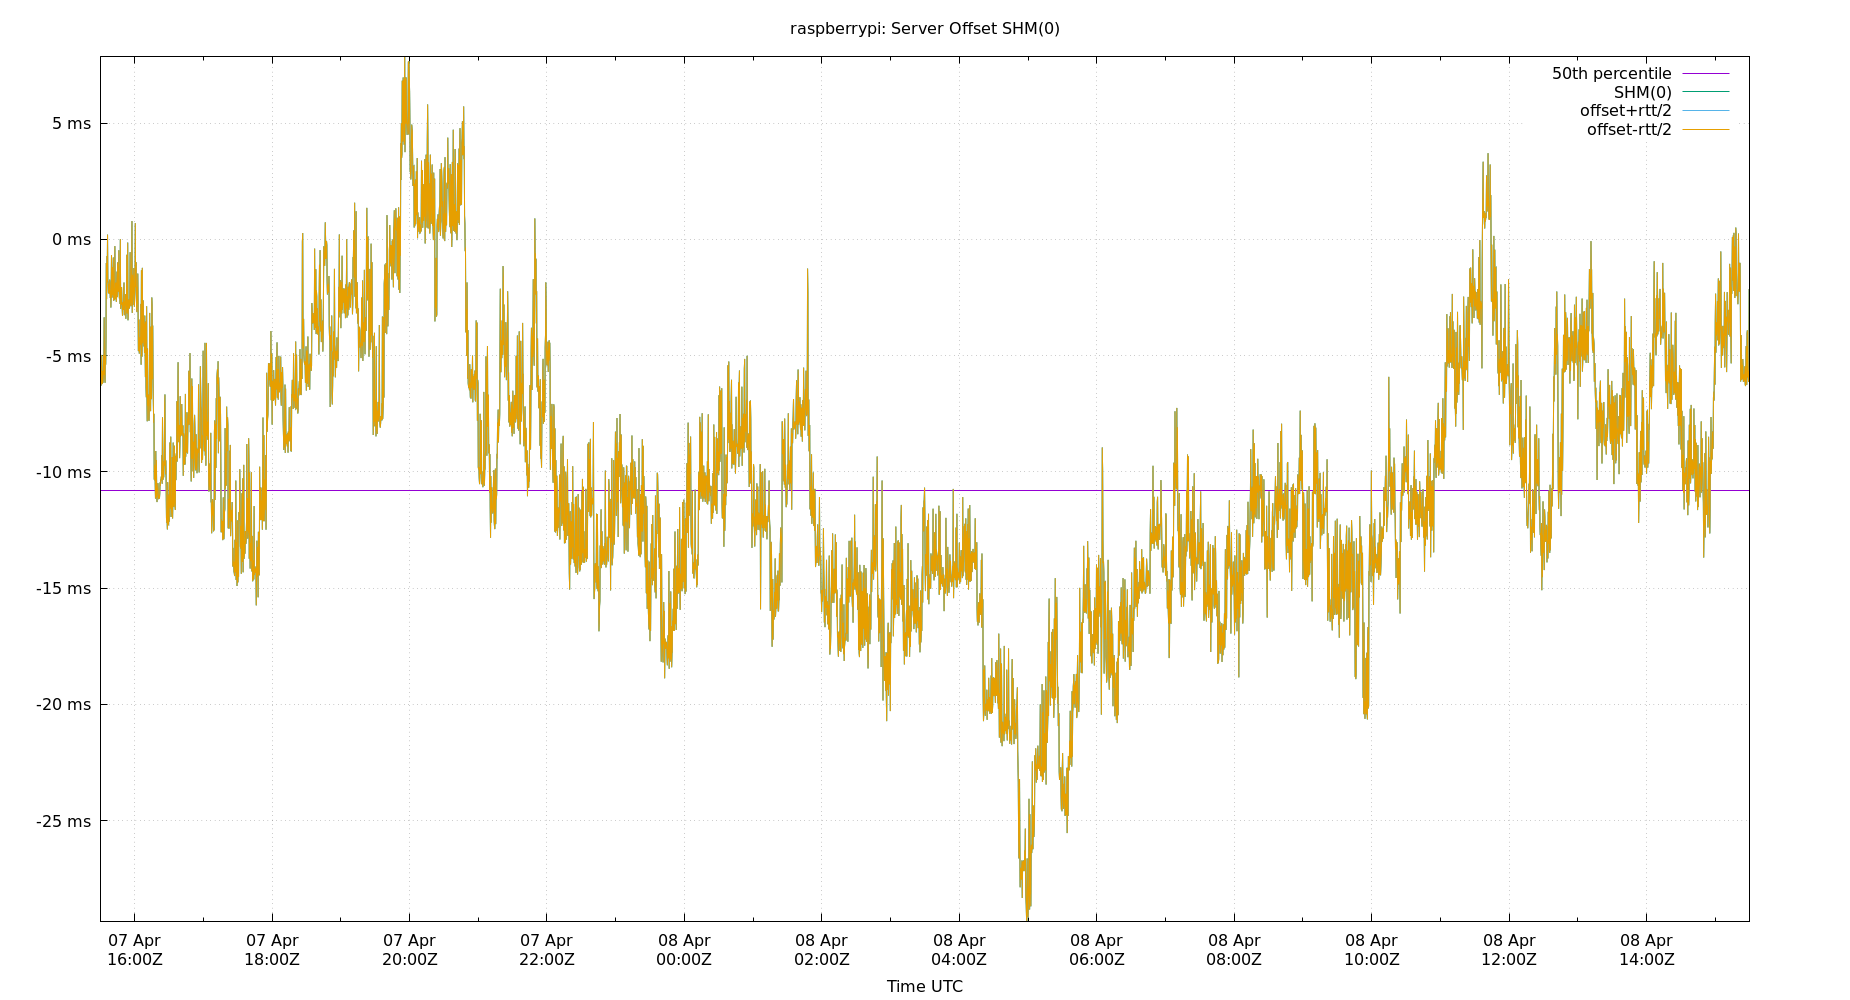 raspberrypi: Server Offset SHM(0)
50th percentile
SHM(0)
offset+rtt/2
offset-rtt/2
5 ms
0 ms
-5 ms
-10 ms
-15 ms
-20 ms
-25 ms
07 Apr 07 Apr 07 Apr 07 Apr 08 Apr 08 Apr 08 Apr 08 Apr 08 Apr 08 Apr 08 Apr 08 Apr
16:00Z 18:00Z 20:00Z 22:00Z 00:00Z 02:00Z 04:00Z 06:00Z 08:00Z 10:00Z 12:00Z 14:00Z
Time UTC